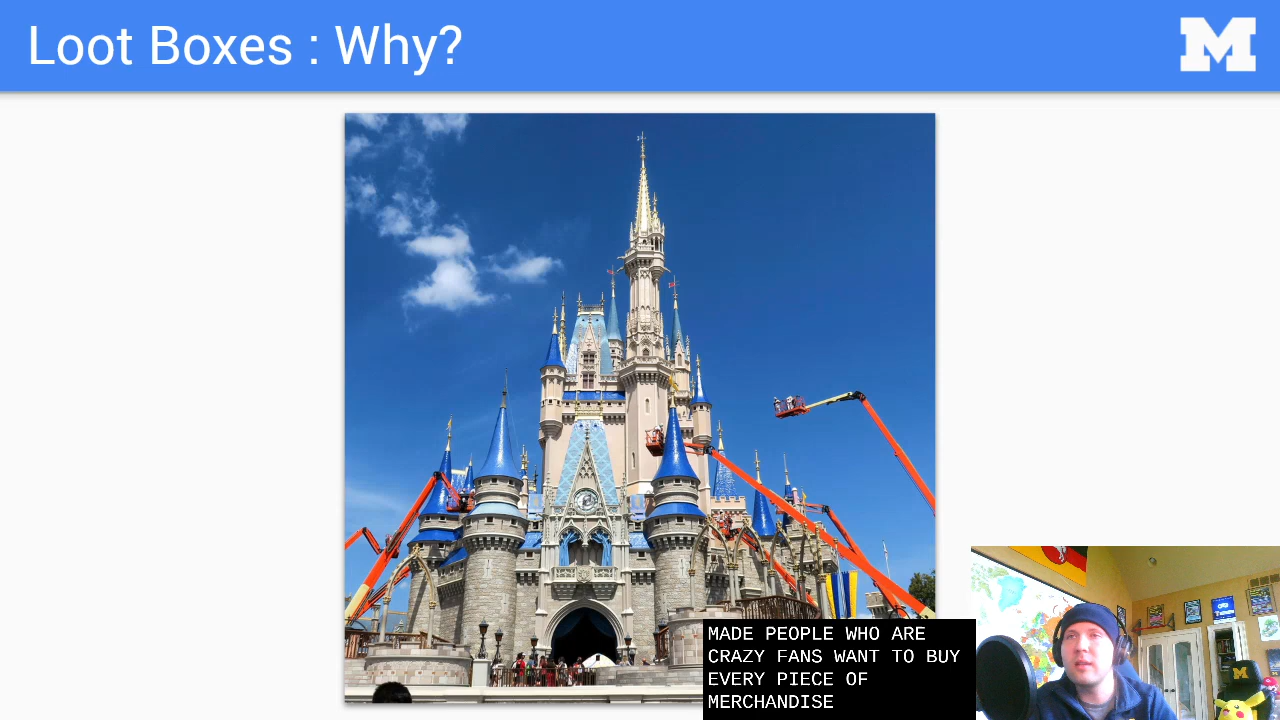 Loot Boxes : Why?
M
MADE PEOPLE WHO ARE
CRAZY FANS WANT TO BUY
EVERY PIECE OF
MERCHANDISE
M